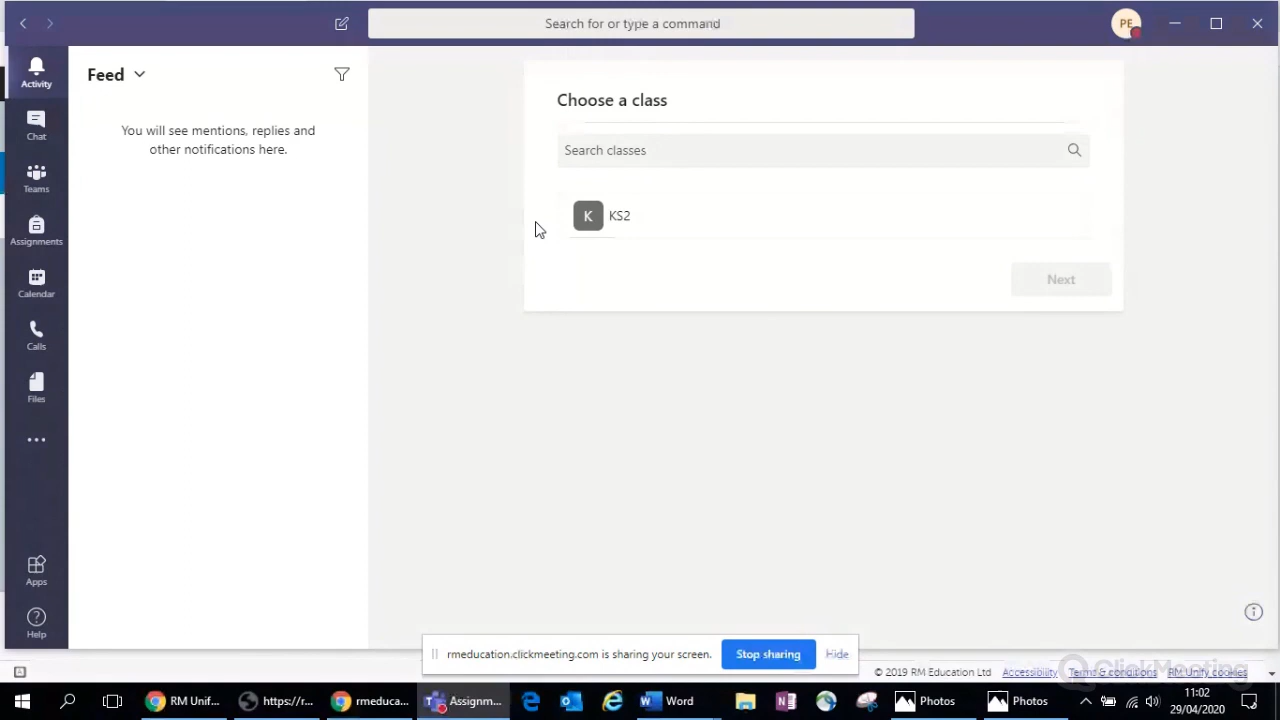 Search for or type a command
PE
Activity
Chat
Teams
Assignments
Calendar
Calls
Files
Apps
Help
Feed
You will see mentions, replies and
other notifications here.
Choose a class
Search classes
K KS2
Next
rmeducation.clickmeeting.com is sharing your screen. Stop sharing Hide
© 2019 RM Education Ltd Accessibility Terms & conditions RM Unify cookies
ClickMeeting
RM Unif... https://r... rmeduca... Assignm... Word Photos Photos
11:02
29/04/2020